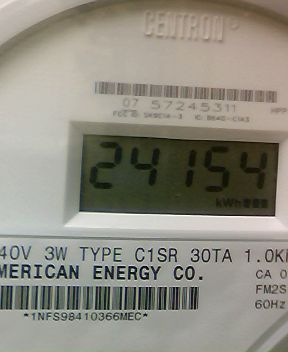 CENTRON®
07 57245311
24154
kWh
40V 3W TYPE C1SR 30TA 1.0K
MERICAN ENERGY CO.
CA 0
FM2S
60Hz
*1NFS98410366MEC*